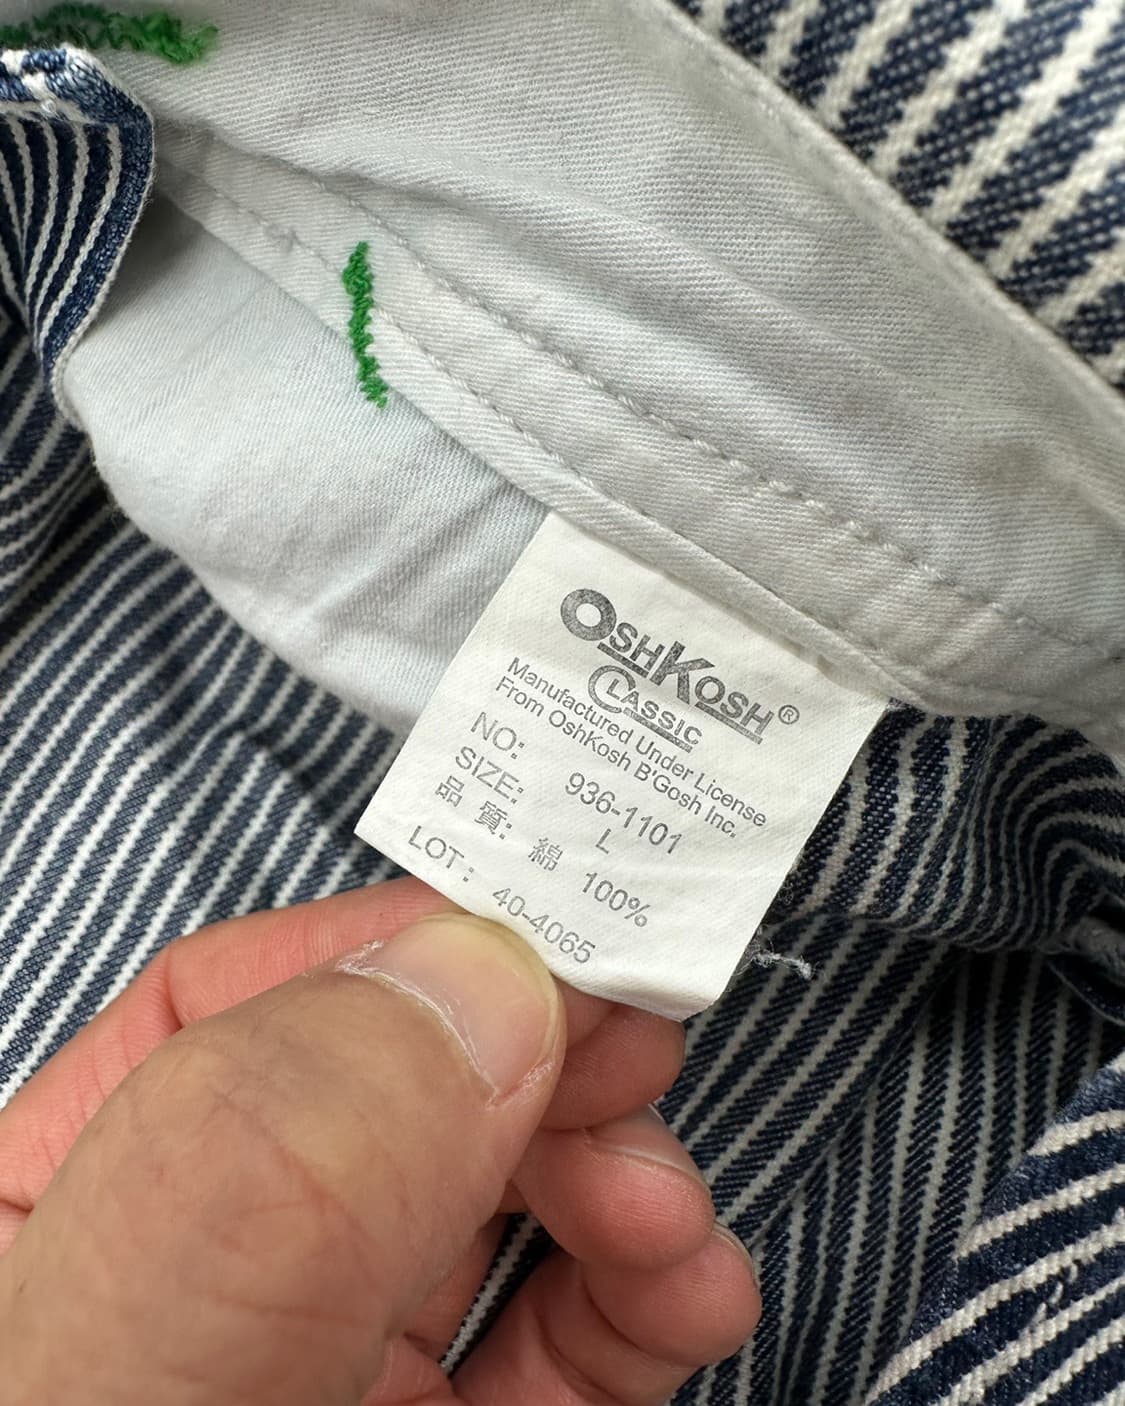 OSHKOSH®
CLASSIC
Manufactured Under License
From OshKosh B'Gosh Inc.
NO: 936-1101
SIZE: L
品質: 綿 100%
LOT: 40-4065